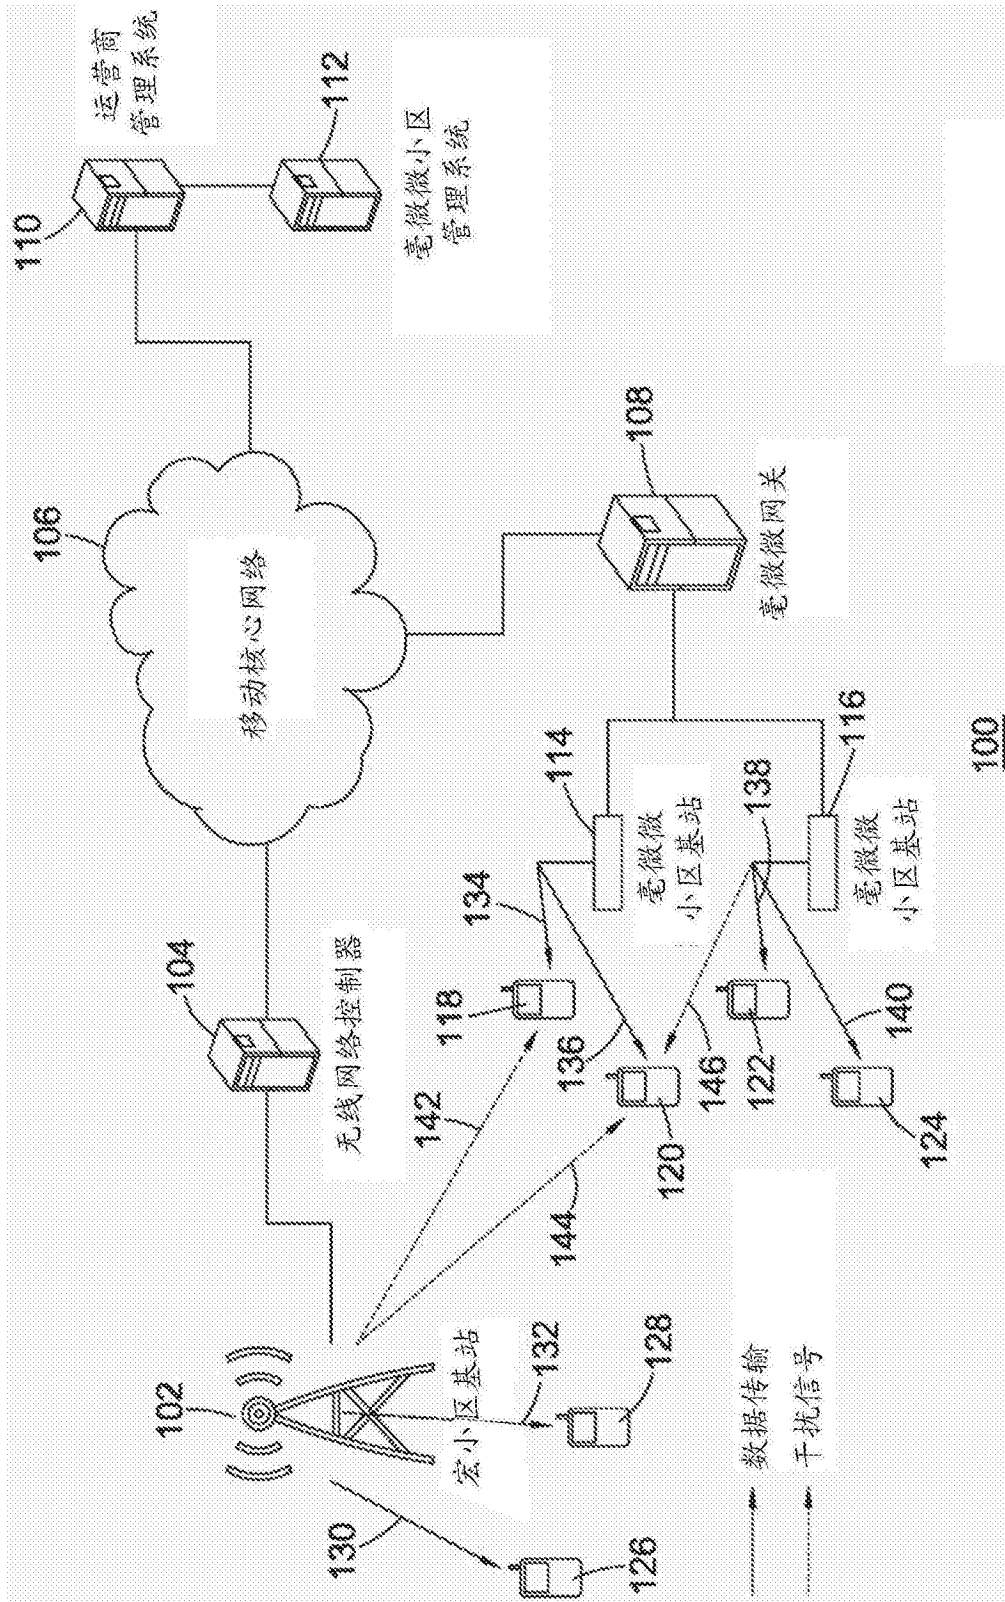 110
运营商
管理系统
112
毫微微小区
管理系统
106
移动核心网络
108
毫微微网关
104
无线网络控制器
114
毫微微
小区基站
116
毫微微
小区基站
102
宏小区基站
118
120
122
124
126
128
130
132
134
136
138
140
142
144
146
数据传输
干扰信号
100